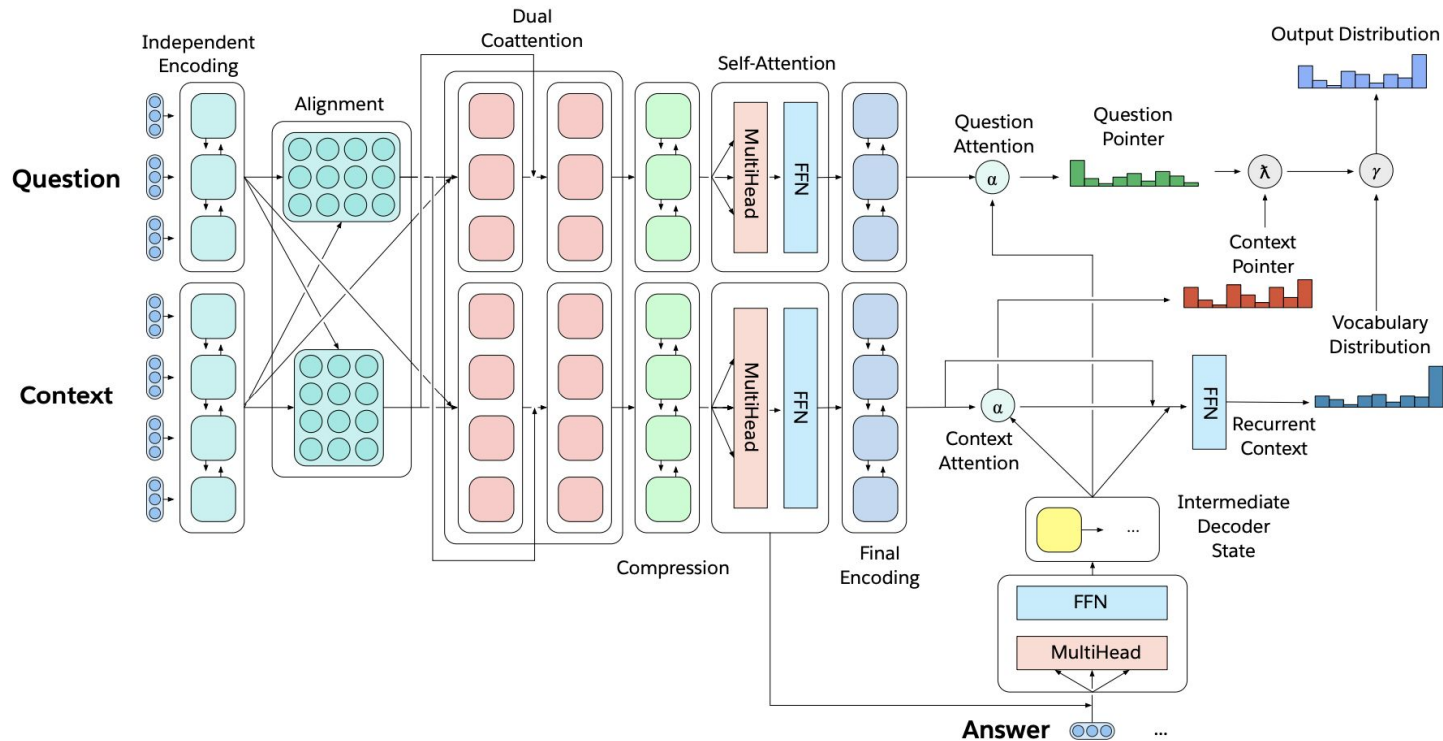 Dual
Coattention
Output Distribution
Independent
Encoding
Self-Attention
Alignment
Question
Attention
Question
Pointer
MultiHead
FFN
Question
α
ƛ
γ
Context
Pointer
Vocabulary
Distribution
MultiHead
FFN
Context
α
FFN
Context
Attention
Recurrent
Context
Intermediate
Decoder
State
...
Compression
Final
Encoding
FFN
MultiHead
Answer
...